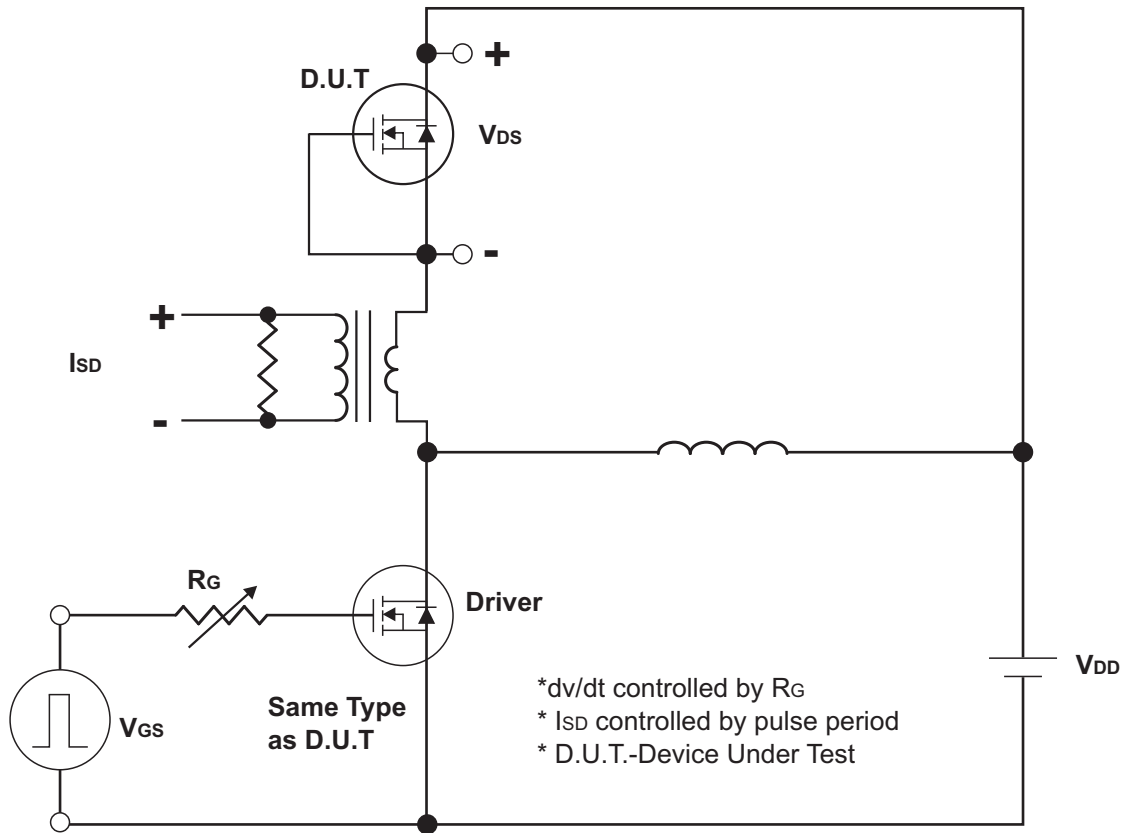 +
D.U.T
VDS
-
+
ISD
-
RG
Driver
VDD
VGS
Same Type
as D.U.T
*dv/dt controlled by RG
* ISD controlled by pulse period
* D.U.T.-Device Under Test